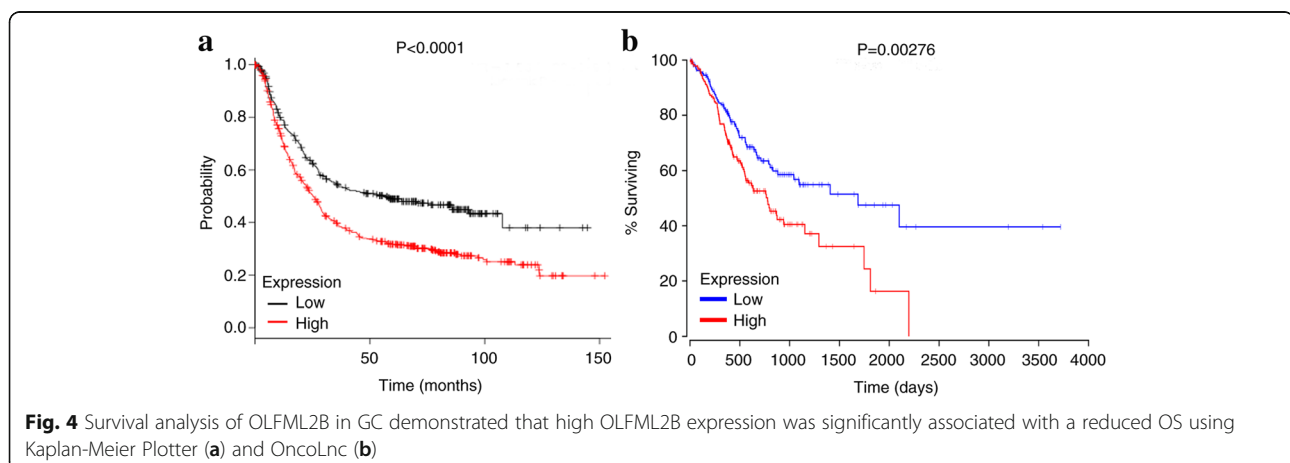 a
P<0.0001
1.0
0.8
0.6
0.4
0.2
0.0
Probability
Expression
Low
High
50
100
150
Time (months)
b
P=0.00276
100
80
60
40
20
0
% Surviving
Expression
Low
High
0
500
1000
1500
2000
2500
3000
3500
4000
Time (days)
Fig. 4 Survival analysis of OLFML2B in GC demonstrated that high OLFML2B expression was significantly associated with a reduced OS using
Kaplan-Meier Plotter (a) and OncoLnc (b)